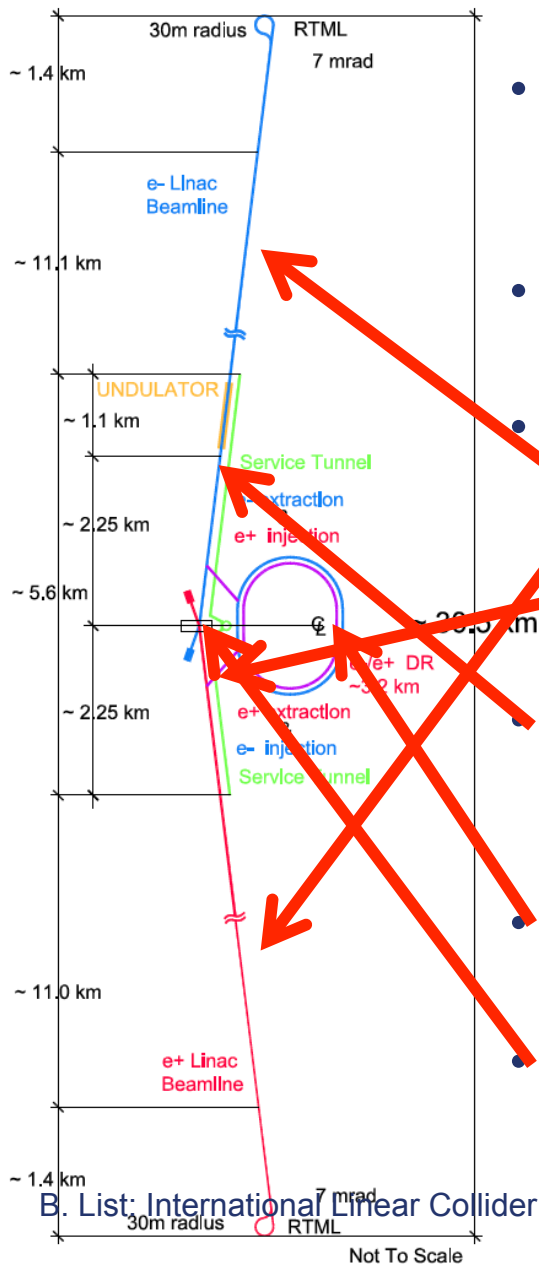 30m radius RTML
7 mrad
~ 1.4 km
e- Linac
Beamline
~ 11.1 km
UNDULATOR
~ 1.1 km
Service Tunnel
e- extraction
~ 2.25 km
e+ injection
~ 5.6 km
km
e+ DR
~ 2.25 km
e+ extraction
e- injection
Service Tunnel
~ 11.0 km
e+ Linac
Beamline
~ 1.4 km
7 mrad
B. List: International Linear Collider
30m radius RTML
Not To Scale